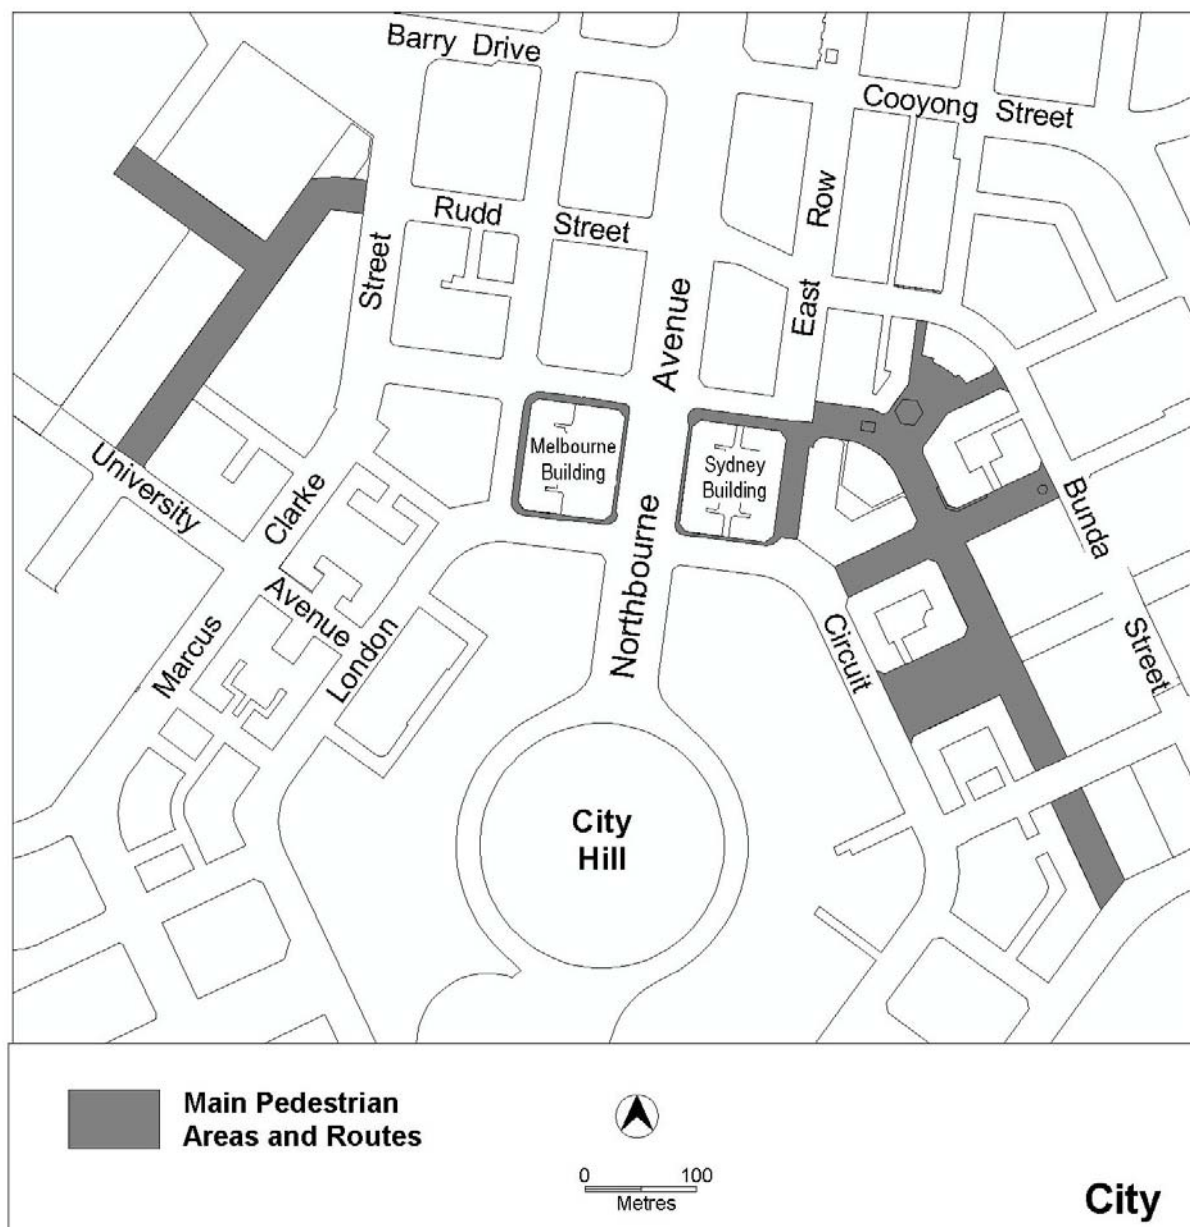 Barry Drive
Cooyong Street
Rudd
Street
Row
Street
East
Avenue
Melbourne
Building
Sydney
Building
University
Clarke
Bunda
Avenue
Northbourne
Marcus
London
Circuit
Street
City
Hill
Main Pedestrian
Areas and Routes
0 100
Metres
City